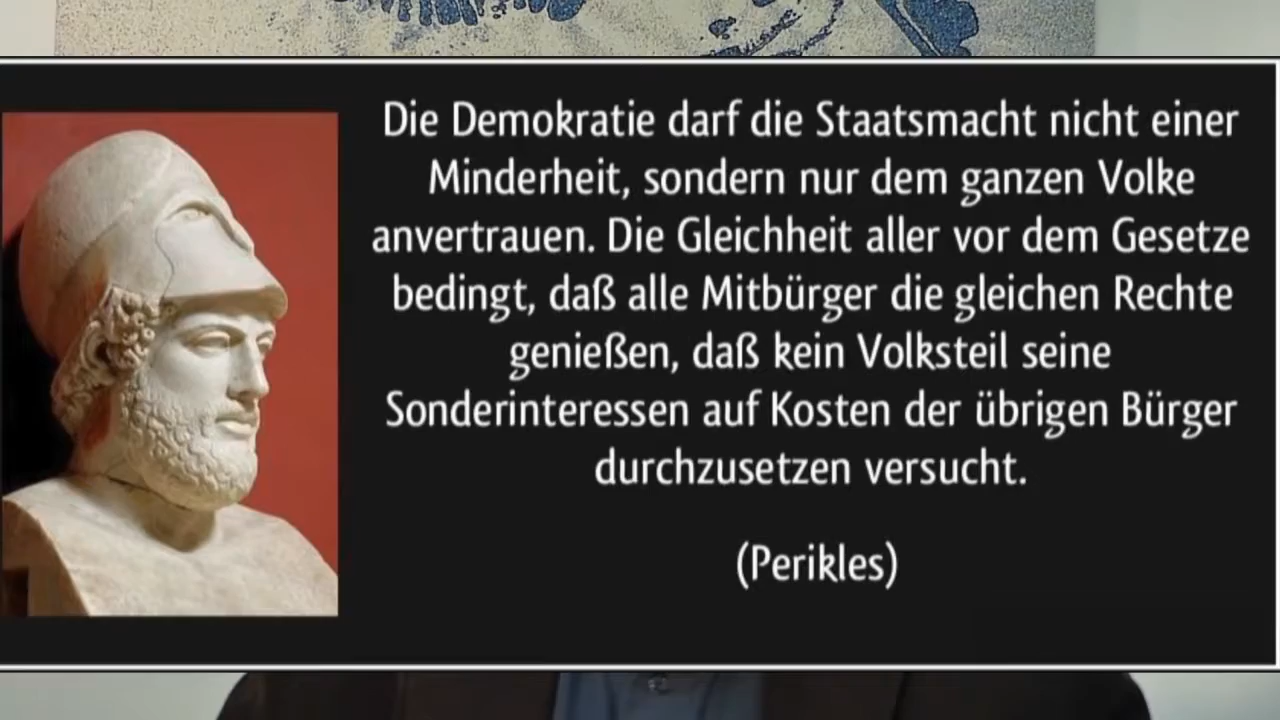 Die Demokratie darf die Staatsmacht nicht einer
Minderheit, sondern nur dem ganzen Volke
anvertrauen. Die Gleichheit aller vor dem Gesetze
bedingt, daß alle Mitbürger die gleichen Rechte
genießen, daß kein Volksteil seine
Sonderinteressen auf Kosten der übrigen Bürger
durchzusetzen versucht.
(Perikles)